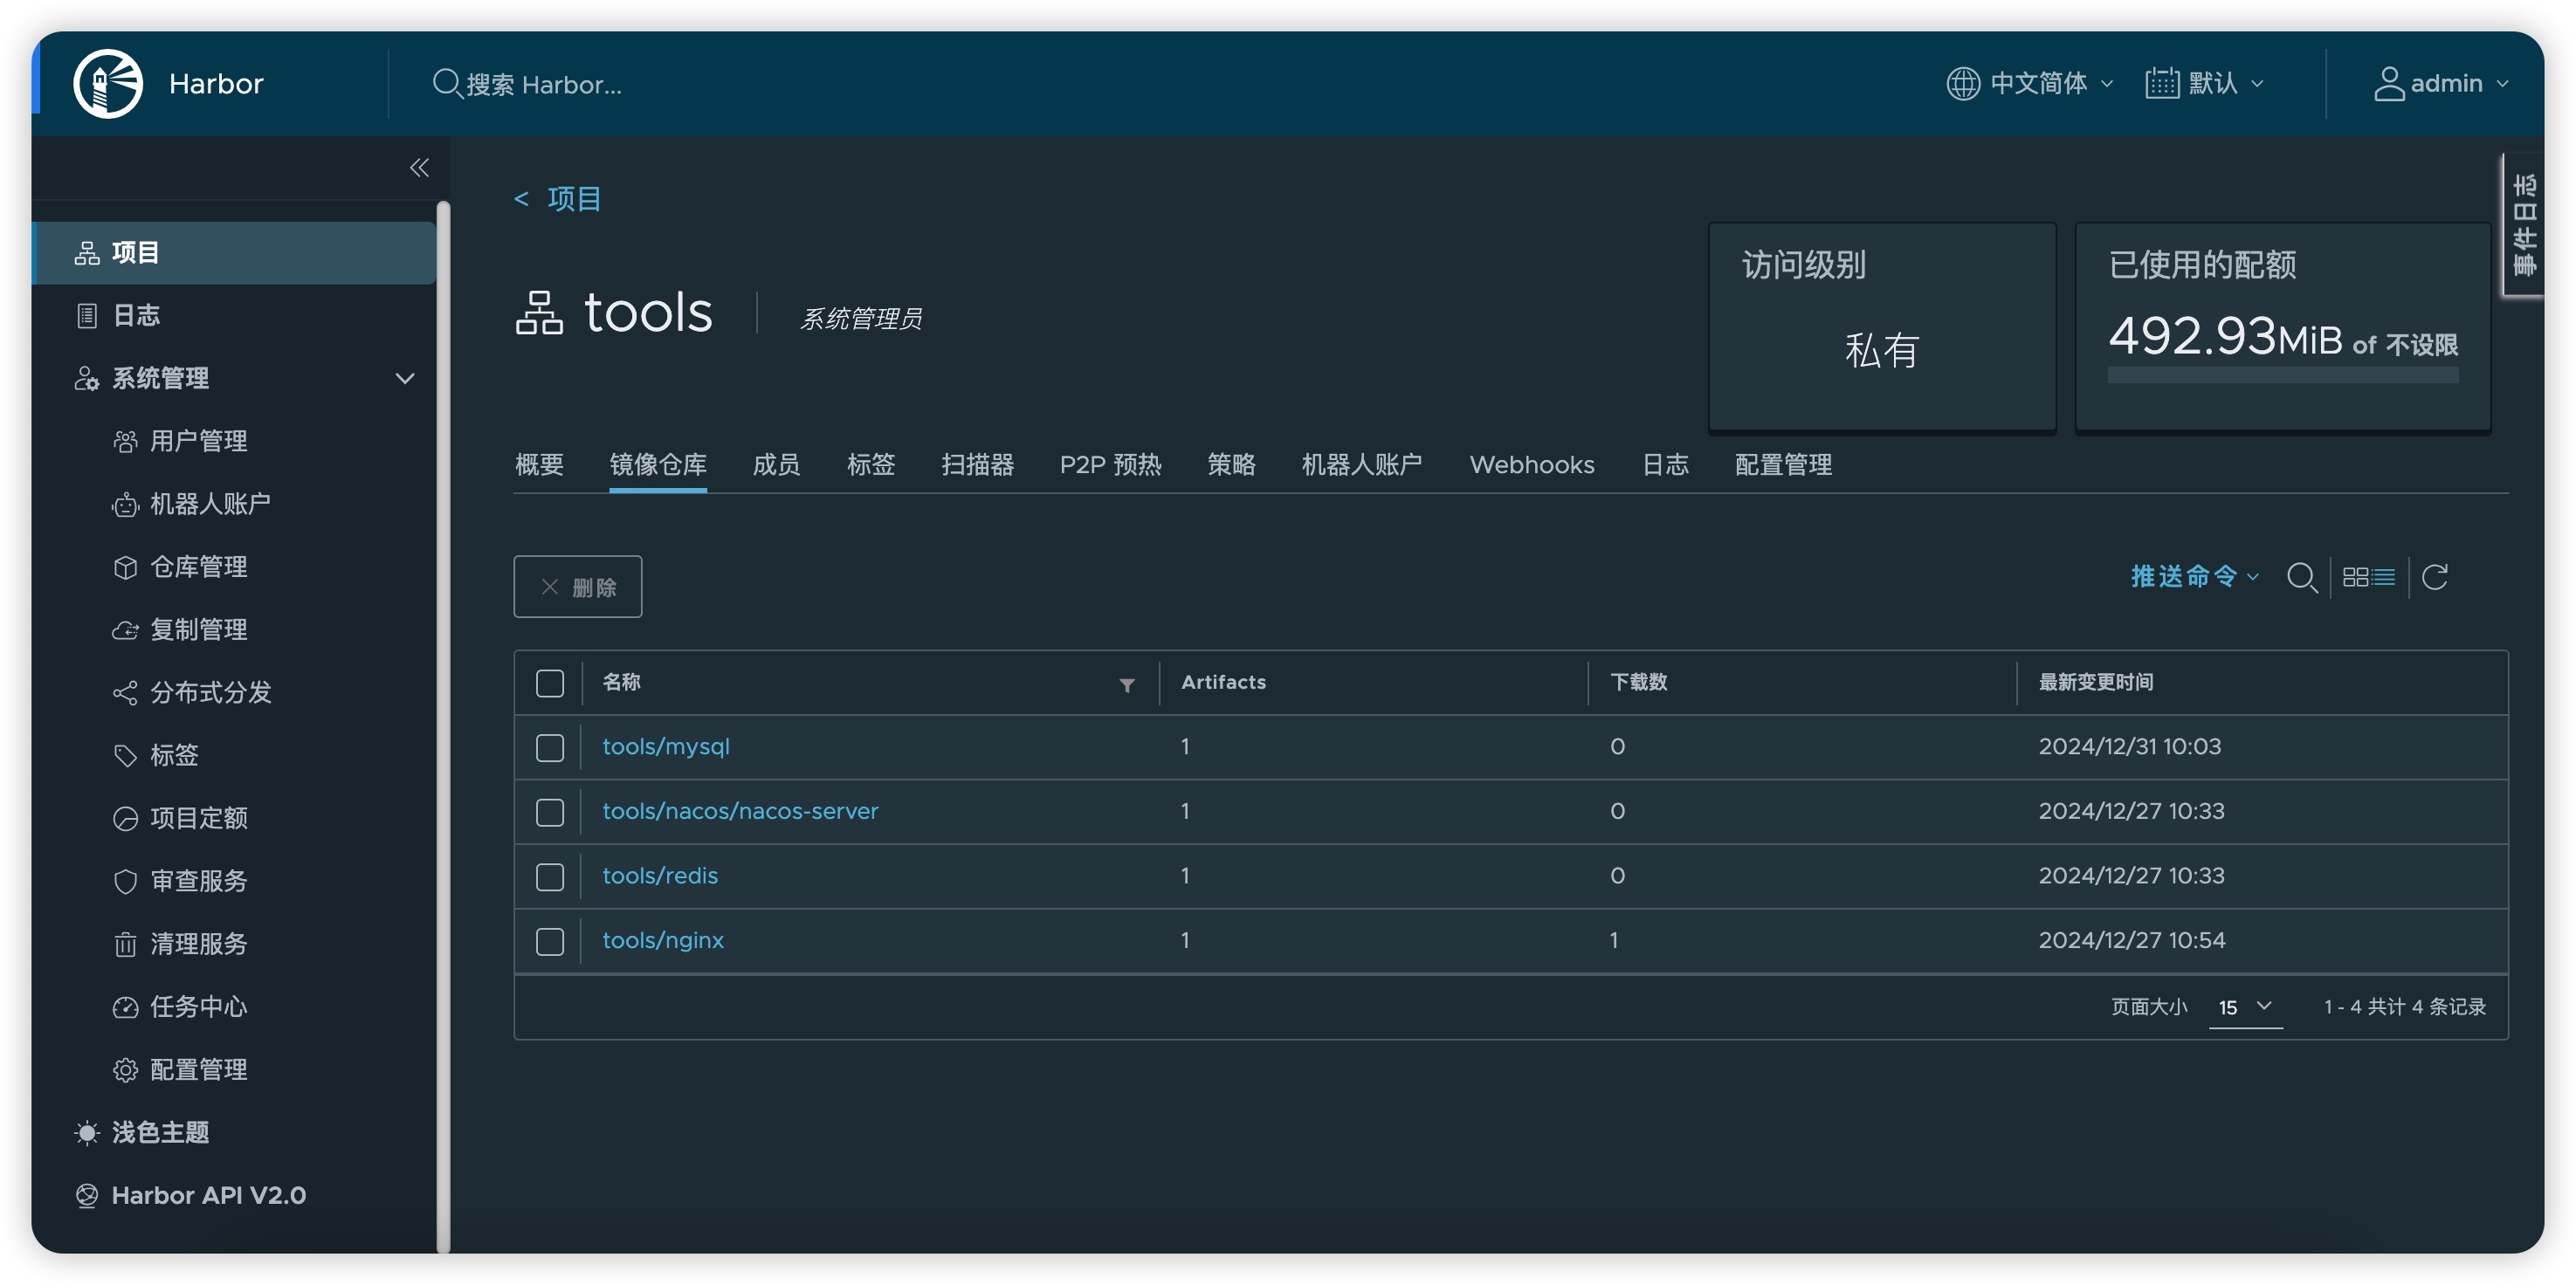 Harbor
搜索 Harbor...
中文简体
默认
admin
项目
日志
系统管理
用户管理
机器人账户
仓库管理
复制管理
分布式分发
标签
项目定额
审查服务
清理服务
任务中心
配置管理
浅色主题
Harbor API V2.0
< 项目
tools 系统管理员
访问级别
私有
已使用的配额
492.93MiB of 不设限
事件日志
概要 镜像仓库 成员 标签 扫描器 P2P 预热 策略 机器人账户 Webhooks 日志 配置管理
删除
推送命令
名称 Artifacts 下载数 最新变更时间
tools/mysql 1 0 2024/12/31 10:03
tools/nacos/nacos-server 1 0 2024/12/27 10:33
tools/redis 1 0 2024/12/27 10:33
tools/nginx 1 1 2024/12/27 10:54
页面大小 15 1 - 4 共计 4 条记录